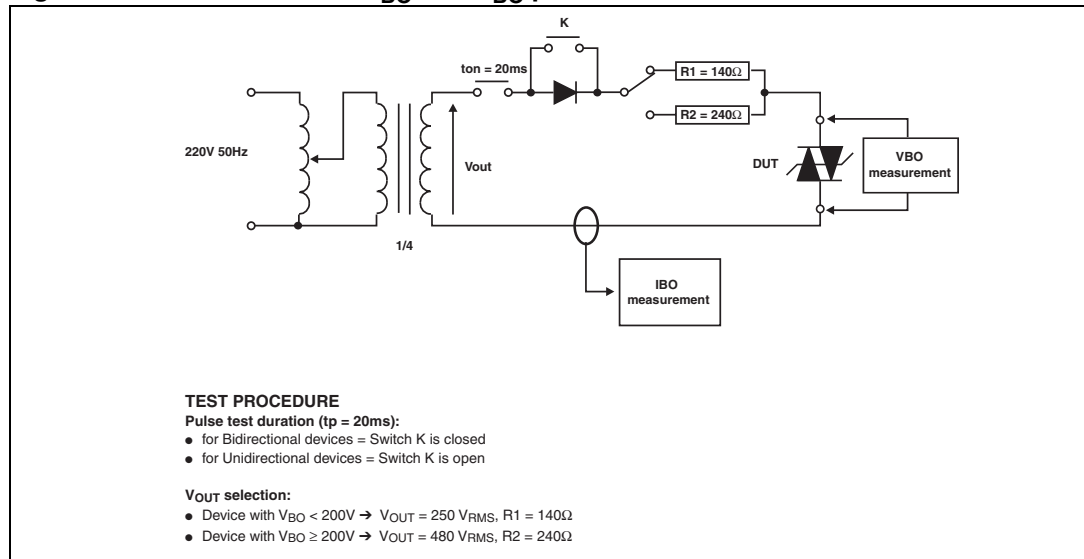 K
ton = 20ms
R1 = 140Ω
R2 = 240Ω
220V 50Hz
Vout
DUT
VBO
measurement
1/4
IBO
measurement
TEST PROCEDURE
Pulse test duration (tp = 20ms):
● for Bidirectional devices = Switch K is closed
● for Unidirectional devices = Switch K is open
VOUT selection:
● Device with VBO < 200V ➔ VOUT = 250 VRMS, R1 = 140Ω
● Device with VBO ≥ 200V ➔ VOUT = 480 VRMS, R2 = 240Ω